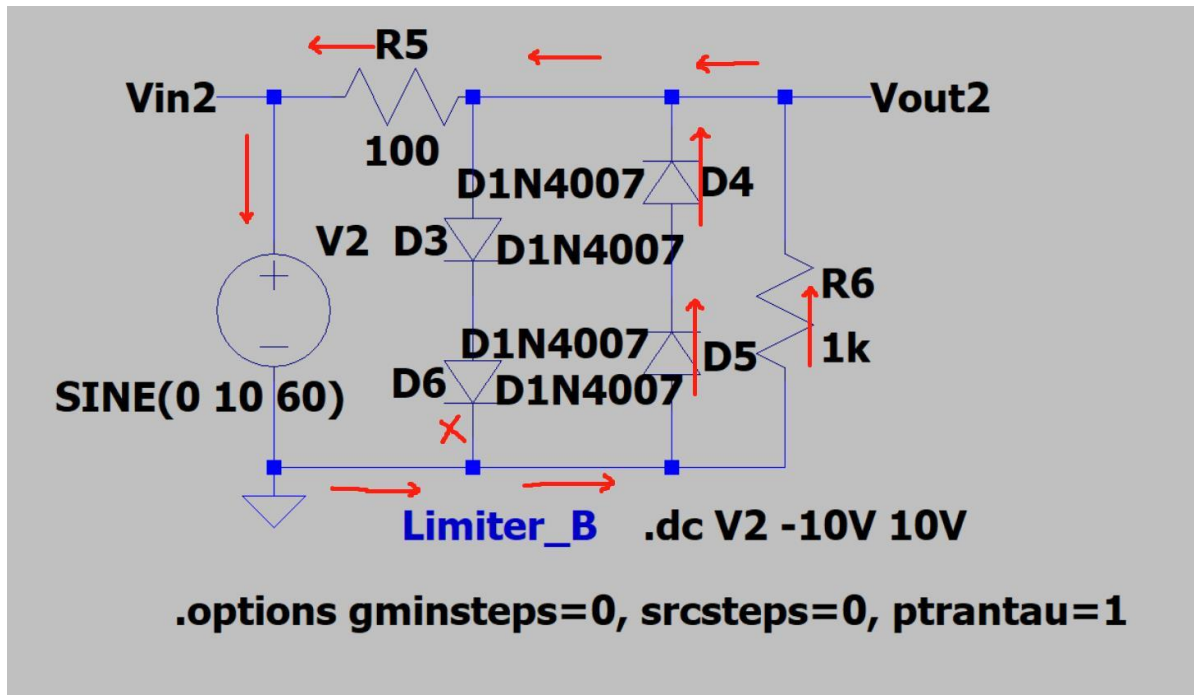 R5
Vin2
Vout2
100
D1N4007
D4
V2
D3
D1N4007
R6
D1N4007
D5
1k
D6
D1N4007
SINE(0 10 60)
Limiter_B
.dc V2 -10V 10V
.options gminsteps=0, srcsteps=0, ptrantau=1